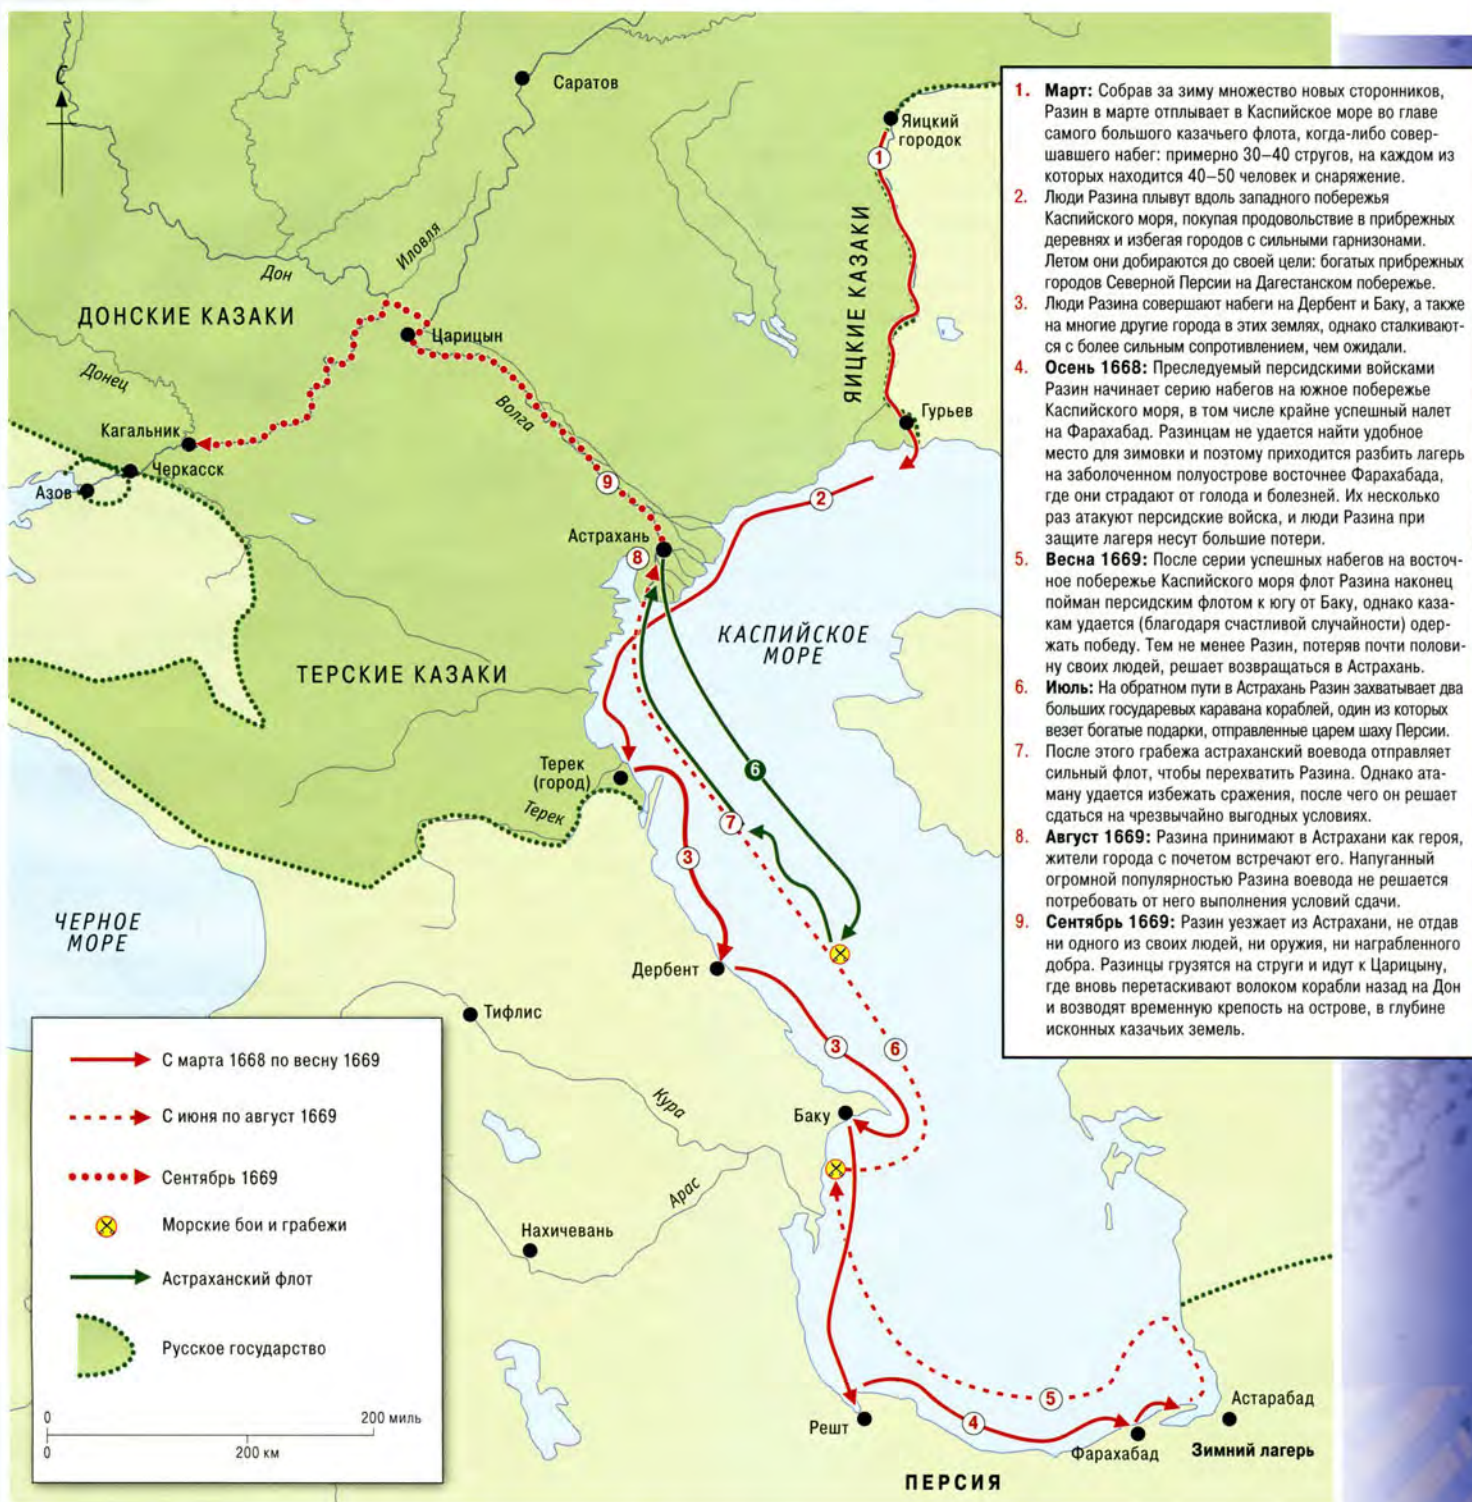 С
Саратов
Яицкий
городок
1
Иловля
Дон
ДОНСКИЕ КАЗАКИ
ЯИЦКИЕ КАЗАКИ
Царицын
Донец
Волга
Гурьев
Кагальник
Черкасск
Азов
9
2
Астрахань
8
КАСПИЙСКОЕ
МОРЕ
ТЕРСКИЕ КАЗАКИ
Терек
(город)
Терек
6
7
3
ЧЕРНОЕ
МОРЕ
Дербент
Тифлис
3
6
Кура
Баку
Арас
Нахичевань
5
4
Решт
Фарахабад
Астарабад
Зимний лагерь
ПЕРСИЯ
1. Март: Собрав за зиму множество новых сторонников,
Разин в марте отплывает в Каспийское море во главе
самого большого казачьего флота, когда-либо совер-
шавшего набег: примерно 30–40 стругов, на каждом из
которых находится 40–50 человек и снаряжение.
2. Люди Разина плывут вдоль западного побережья
Каспийского моря, покупая продовольствие в прибрежных
деревнях и избегая городов с сильными гарнизонами.
Летом они добираются до своей цели: богатых прибрежных
городов Северной Персии на Дагестанском побережье.
3. Люди Разина совершают набеги на Дербент и Баку, а также
на многие другие города в этих землях, однако сталкивают-
ся с более сильным сопротивлением, чем ожидали.
4. Осень 1668: Преследуемый персидскими войсками
Разин начинает серию набегов на южное побережье
Каспийского моря, в том числе крайне успешный налет
на Фарахабад. Разинцам не удается найти удобное
место для зимовки и поэтому приходится разбить лагерь
на заболоченном полуострове восточнее Фарахабада,
где они страдают от голода и болезней. Их несколько
раз атакуют персидские войска, и люди Разина при
защите лагеря несут большие потери.
5. Весна 1669: После серии успешных набегов на восточ-
ное побережье Каспийского моря флот Разина наконец
пойман персидским флотом к югу от Баку, однако каза-
кам удается (благодаря счастливой случайности) одер-
жать победу. Тем не менее Разин, потеряв почти полови-
ну своих людей, решает возвращаться в Астрахань.
6. Июль: На обратном пути в Астрахань Разин захватывает два
больших государевых каравана кораблей, один из которых
везет богатые подарки, отправленные царем шаху Персии.
7. После этого грабежа астраханский воевода отправляет
сильный флот, чтобы перехватить Разина. Однако ата-
ману удается избежать сражения, после чего он решает
сдаться на чрезвычайно выгодных условиях.
8. Август 1669: Разина принимают в Астрахани как героя,
жители города с почетом встречают его. Напуганный
огромной популярностью Разина воевода не решается
потребовать от него выполнения условий сдачи.
9. Сентябрь 1669: Разин уезжает из Астрахани, не отдав
ни одного из своих людей, ни оружия, ни награбленного
добра. Разинцы грузятся на струги и идут к Царицыну,
где вновь перетаскивают волоком корабли назад на Дон
и возводят временную крепость на острове, в глубине
исконных казачьих земель.
С марта 1668 по весну 1669
С июня по август 1669
Сентябрь 1669
Морские бои и грабежи
Астраханский флот
Русское государство
0 200 миль
0 200 км